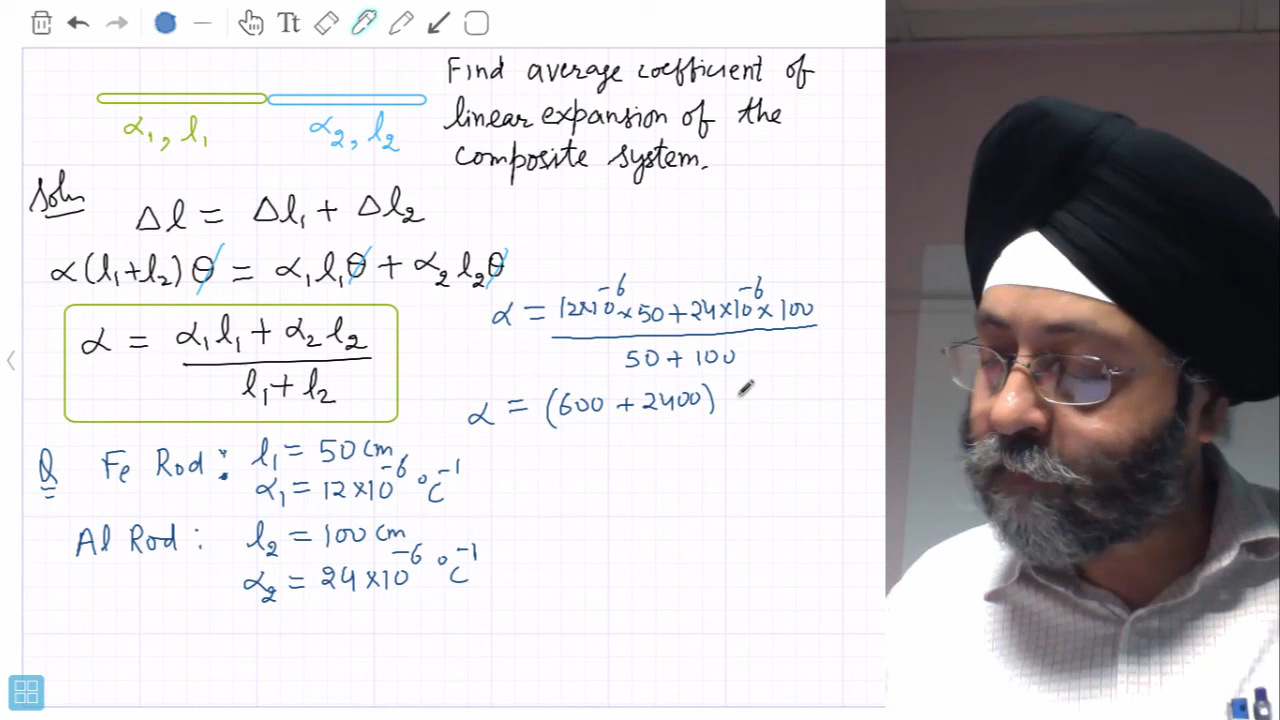 Find average coefficient of
linear expansion of the
composite system.
α₁, l₁
α₂, l₂
Soln
Δl = Δl₁ + Δl₂
α(l₁+l₂)θ = α₁l₁θ + α₂l₂θ
α = (α₁l₁ + α₂l₂)/(l₁ + l₂)
Q Fe Rod : l₁ = 50 cm
α₁ = 12×10⁻⁶ °C⁻¹
Al Rod : l₂ = 100 cm
α₂ = 24×10⁻⁶ °C⁻¹
α = (12×10⁻⁶×50+24×10⁻⁶×100)/(50+100)
α = (600 + 2400)
Tt